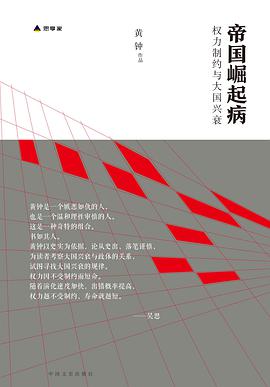 思享家
黄 钟 作品
帝国崛起病
权力制约与大国兴衰
黄钟是一个嫉恶如仇的人，
也是一个温和理性审慎的人，
这是一种奇特的组合。
书如其人。
黄钟以史实为依据，论从史出，落笔谨慎，
为读者考察大国兴衰与政体的关系，
试图寻找大国兴衰的规律。
权力因不受制约而短命。
随着演化速度加快，出错概率提高，
权力越不受制约，寿命就越短。
——吴思
中国文史出版社